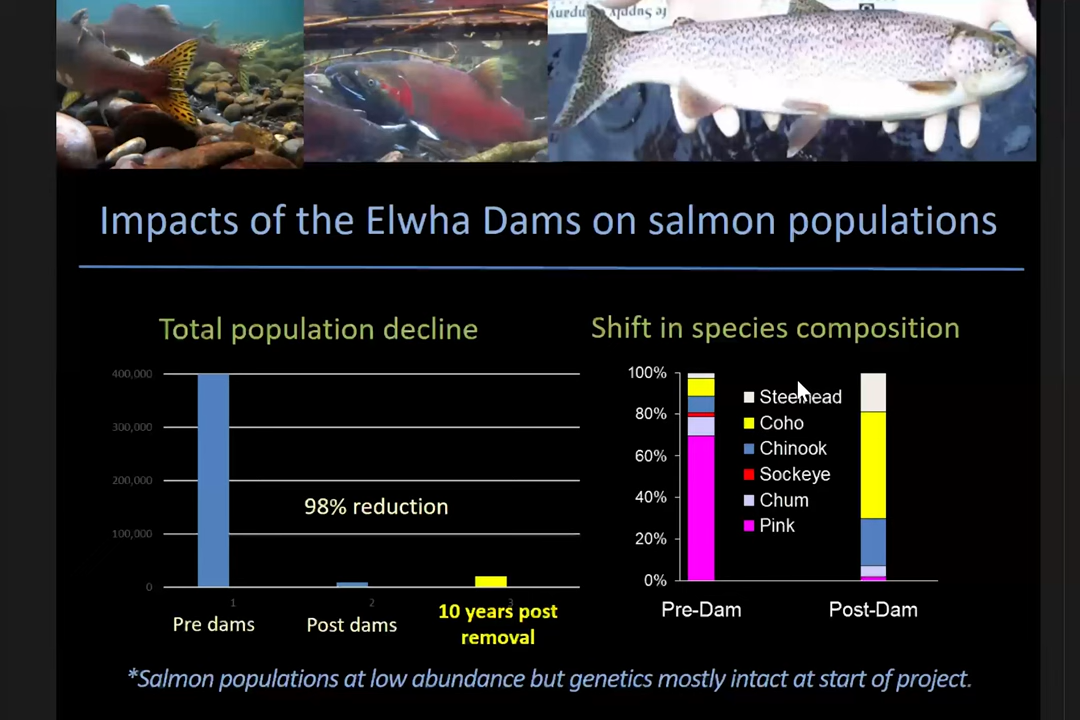 te Supply
ompany
Impacts of the Elwha Dams on salmon populations
Total population decline
Shift in species composition
400,000
300,000
200,000
100,000
0
98% reduction
1
2
3
Pre dams
Post dams
10 years post
removal
100%
80%
60%
40%
20%
0%
Steelhead
Coho
Chinook
Sockeye
Chum
Pink
Pre-Dam
Post-Dam
*Salmon populations at low abundance but genetics mostly intact at start of project.